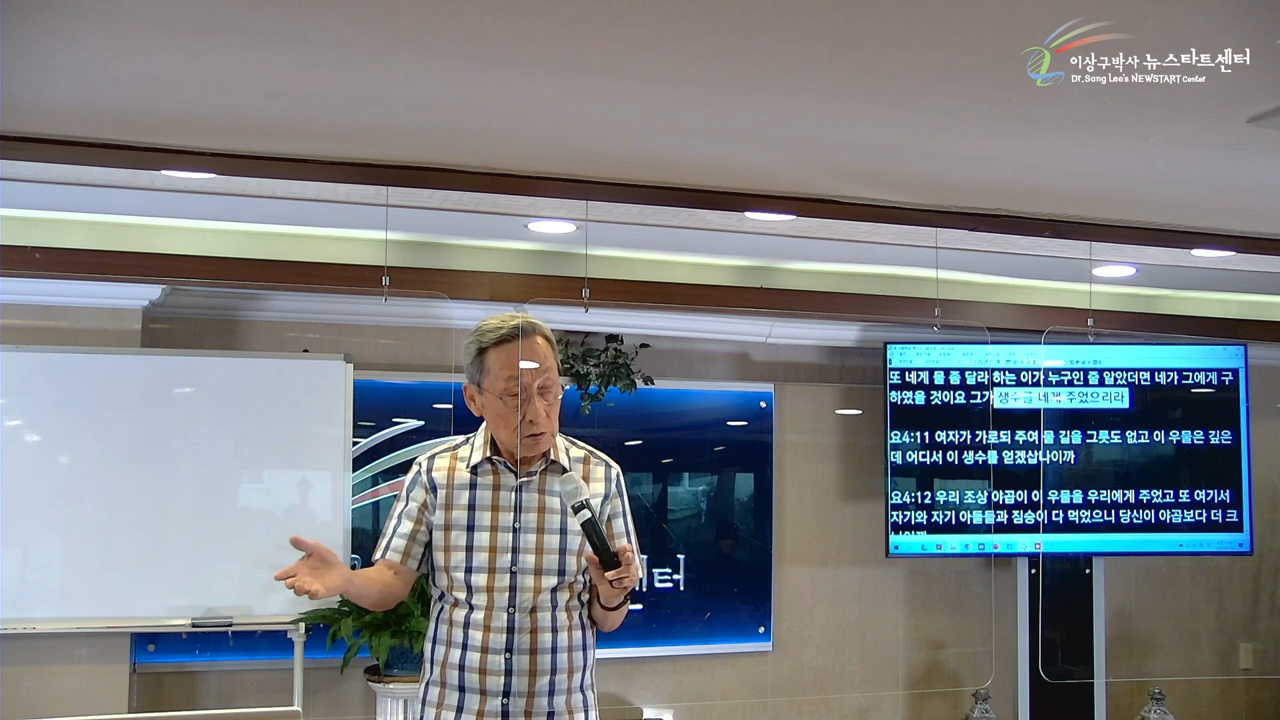 이상구박사 뉴스타트센터
Dr. Sang Lee's NEWSTART Center
또 네게 물 좀 달라 하는 이가 누구인 줄 알았더면 네가 그에게 구
하였을 것이요 그가 생수를 네게 주었으리라
요4:11 여자가 가로되 주여 물 길을 그릇도 없고 이 우물은 깊은
데 어디서 이 생수를 얻겠삽나이까
요4:12 우리 조상 야곱이 이 우물을 우리에게 주었고 또 여기서
자기와 자기 아들들과 짐승이 다 먹었으니 당신이 야곱보다 더 크
센터